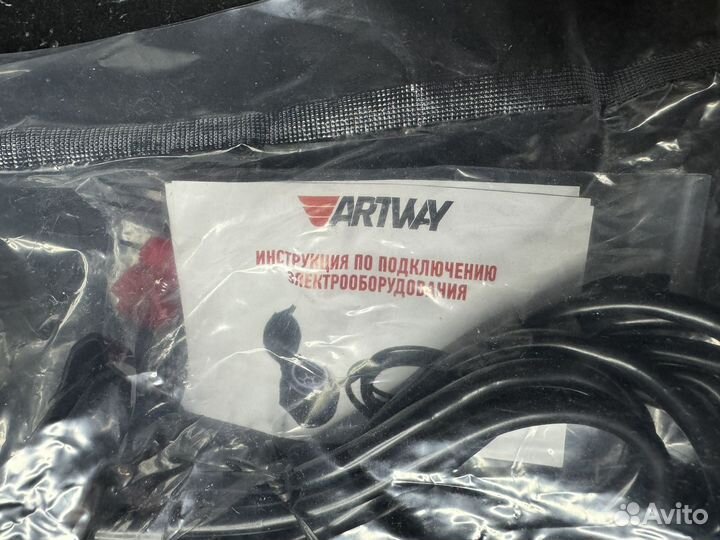 ARTWAY
ИНСТРУКЦИЯ ПО ПОДКЛЮЧЕНИЮ
ЭЛЕКТРООБОРУДОВАНИЯ
Avito